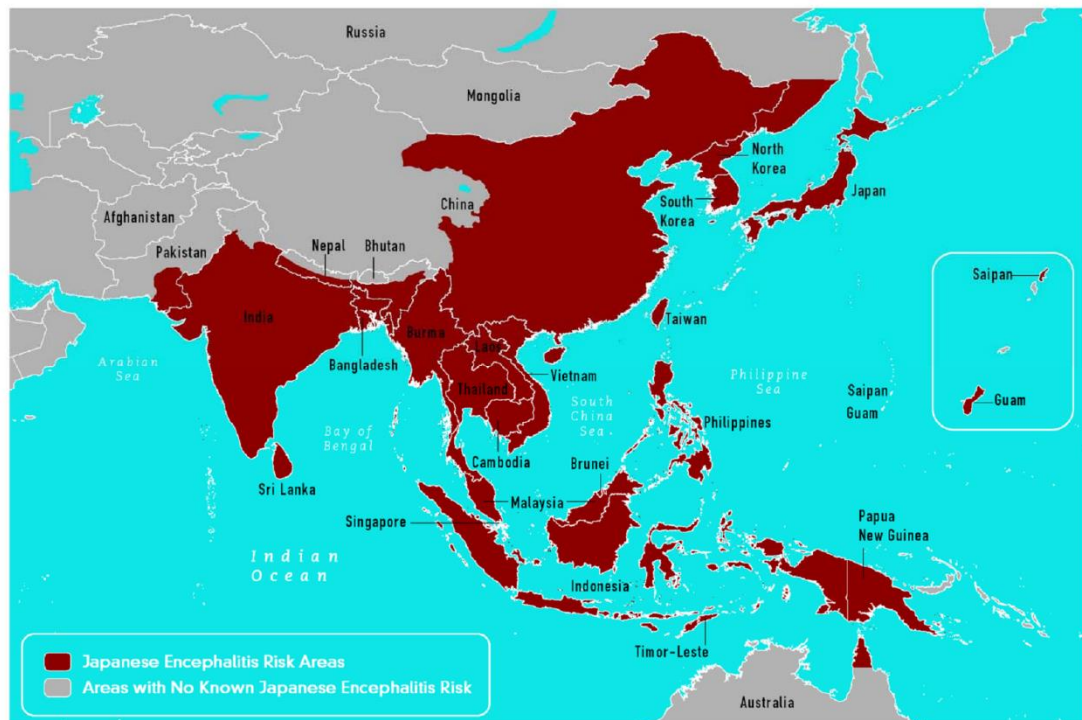 Russia
Mongolia
North
Korea
China
South
Korea
Japan
Afghanistan
Pakistan
Nepal
Bhutan
Saipan
India
Burma
Taiwan
Laos
Bangladesh
Arabian
Sea
Thailand
Vietnam
Philippine
Sea
Saipan
Guam
Guam
South
China
Sea
Philippines
Bay of
Bengal
Cambodia
Brunei
Sri Lanka
Malaysia
Singapore
Papua
New Guinea
Indian
Ocean
Indonesia
Timor-Leste
Japanese Encephalitis Risk Areas
Areas with No Known Japanese Encephalitis Risk
Australia